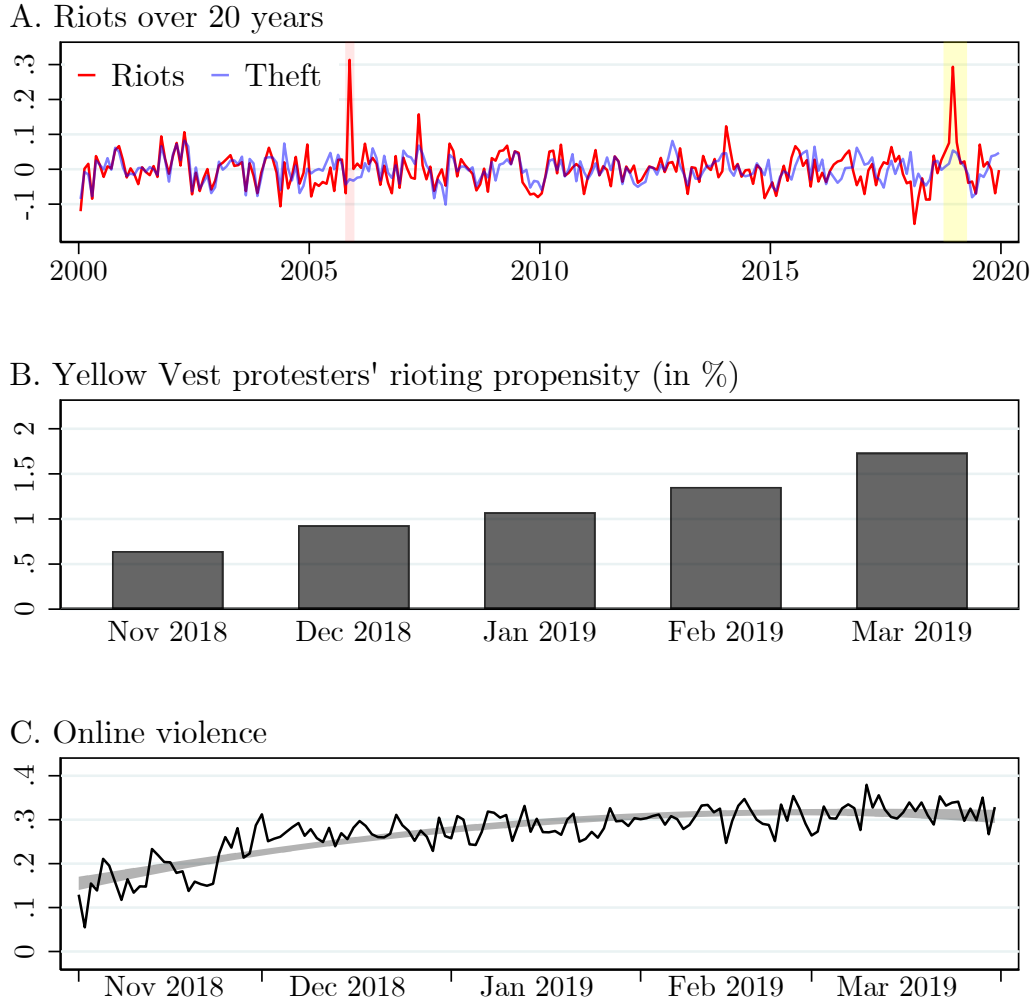 A. Riots over 20 years
.3
.2
.1
0
-.1
Riots
Theft
2000 2005 2010 2015 2020
B. Yellow Vest protesters' rioting propensity (in %)
2
1.5
1
.5
0
Nov 2018 Dec 2018 Jan 2019 Feb 2019 Mar 2019
C. Online violence
.4
.3
.2
.1
0
Nov 2018 Dec 2018 Jan 2019 Feb 2019 Mar 2019